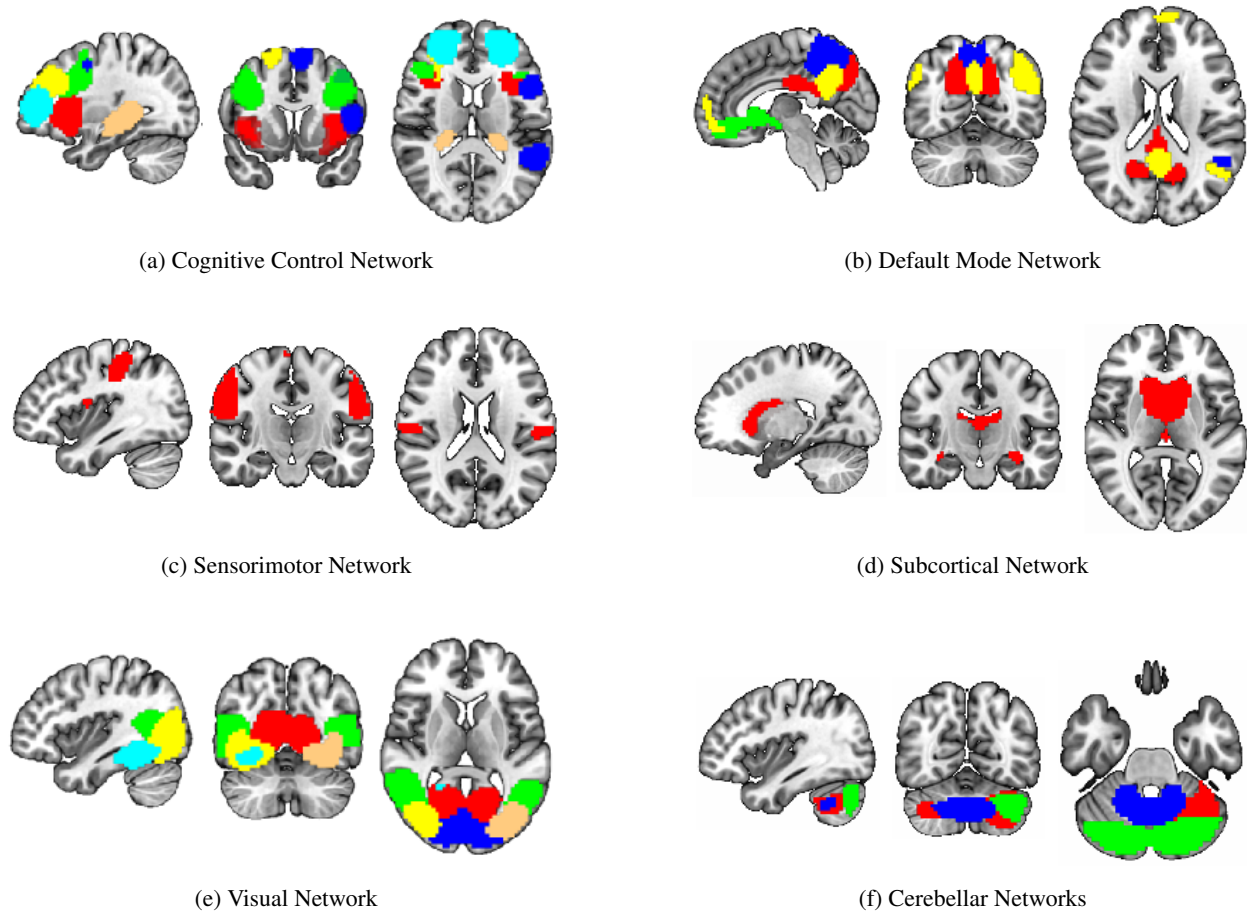 (a) Cognitive Control Network
(b) Default Mode Network
(c) Sensorimotor Network
(d) Subcortical Network
(e) Visual Network
(f) Cerebellar Networks